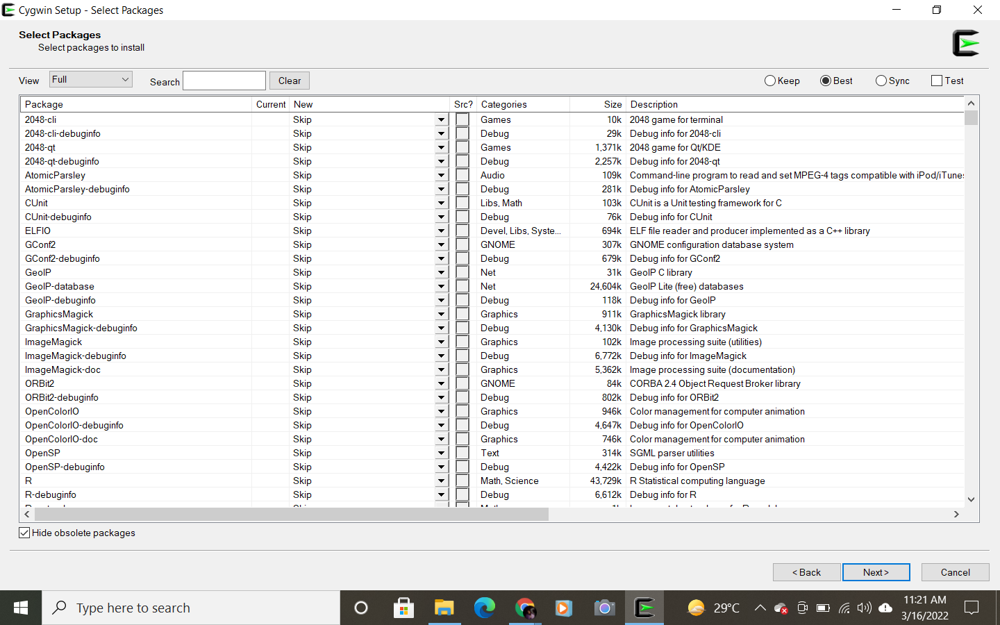 Cygwin Setup - Select Packages
Select Packages
Select packages to install
View Full Search Clear Keep Best Sync Test
Package Current New Src? Categories Size Description
2048-cli Skip Games 10k 2048 game for terminal
2048-cli-debuginfo Skip Debug 29k Debug info for 2048-cli
2048-qt Skip Games 1,371k 2048 game for Qt/KDE
2048-qt-debuginfo Skip Debug 2,257k Debug info for 2048-qt
AtomicParsley Skip Audio 109k Command-line program to read and set MPEG-4 tags compatible with iPod/iTunes
AtomicParsley-debuginfo Skip Debug 281k Debug info for AtomicParsley
CUnit Skip Libs, Math 103k CUnit is a Unit testing framework for C
CUnit-debuginfo Skip Debug 76k Debug info for CUnit
ELFIO Skip Devel, Libs, Syste... 694k ELF file reader and producer implemented as a C++ library
GConf2 Skip GNOME 307k GNOME configuration database system
GConf2-debuginfo Skip Debug 679k Debug info for GConf2
GeoIP Skip Net 31k GeoIP C library
GeoIP-database Skip Net 24,604k GeoIP Lite (free) databases
GeoIP-debuginfo Skip Debug 118k Debug info for GeoIP
GraphicsMagick Skip Graphics 911k GraphicsMagick library
GraphicsMagick-debuginfo Skip Debug 4,130k Debug info for GraphicsMagick
ImageMagick Skip Graphics 102k Image processing suite (utilities)
ImageMagick-debuginfo Skip Debug 6,772k Debug info for ImageMagick
ImageMagick-doc Skip Graphics 5,362k Image processing suite (documentation)
ORBit2 Skip GNOME 84k CORBA 2.4 Object Request Broker library
ORBit2-debuginfo Skip Debug 802k Debug info for ORBit2
OpenColorIO Skip Graphics 946k Color management for computer animation
OpenColorIO-debuginfo Skip Debug 4,647k Debug info for OpenColorIO
OpenColorIO-doc Skip Graphics 746k Color management for computer animation
OpenSP Skip Text 314k SGML parser utilities
OpenSP-debuginfo Skip Debug 4,422k Debug info for OpenSP
R Skip Math, Science 43,729k R Statistical computing language
R-debuginfo Skip Debug 6,612k Debug info for R
Hide obsolete packages
< Back Next > Cancel
Type here to search 29°C 11:21 AM
3/16/2022